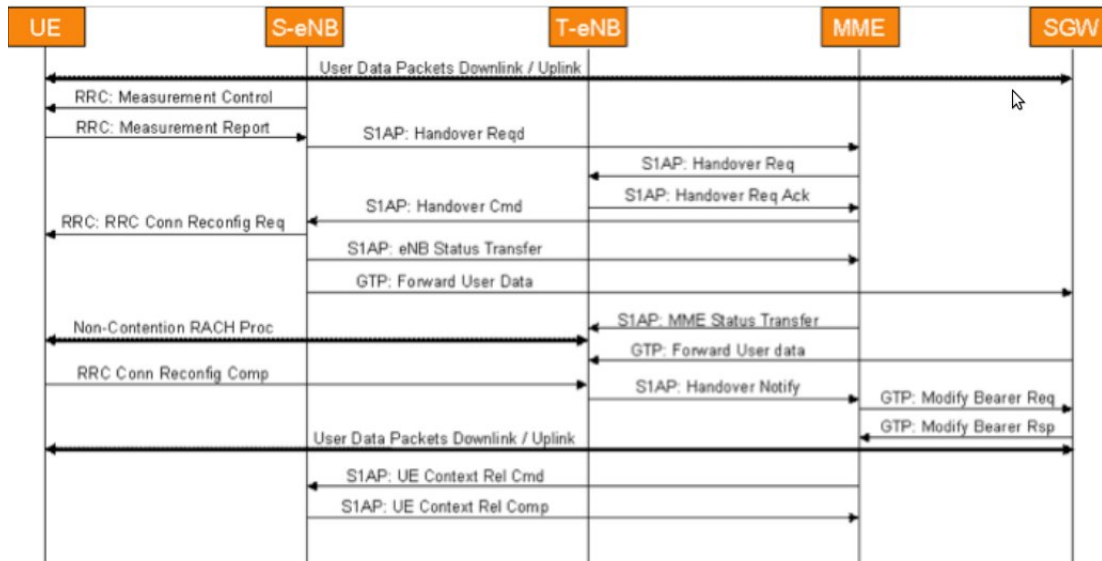 UE S-eNB T-eNB MME SGW
User Data Packets Downlink / Uplink
RRC: Measurement Control
RRC: Measurement Report
S1AP: Handover Reqd
S1AP: Handover Req
S1AP: Handover Req Ack
S1AP: Handover Cmd
RRC: RRC Conn Reconfig Req
S1AP: eNB Status Transfer
GTP: Forward User Data
S1AP: MME Status Transfer
Non-Contention RACH Proc
GTP: Forward User data
RRC Conn Reconfig Comp
S1AP: Handover Notify
GTP: Modify Bearer Req
GTP: Modify Bearer Rsp
User Data Packets Downlink / Uplink
S1AP: UE Context Rel Cmd
S1AP: UE Context Rel Comp